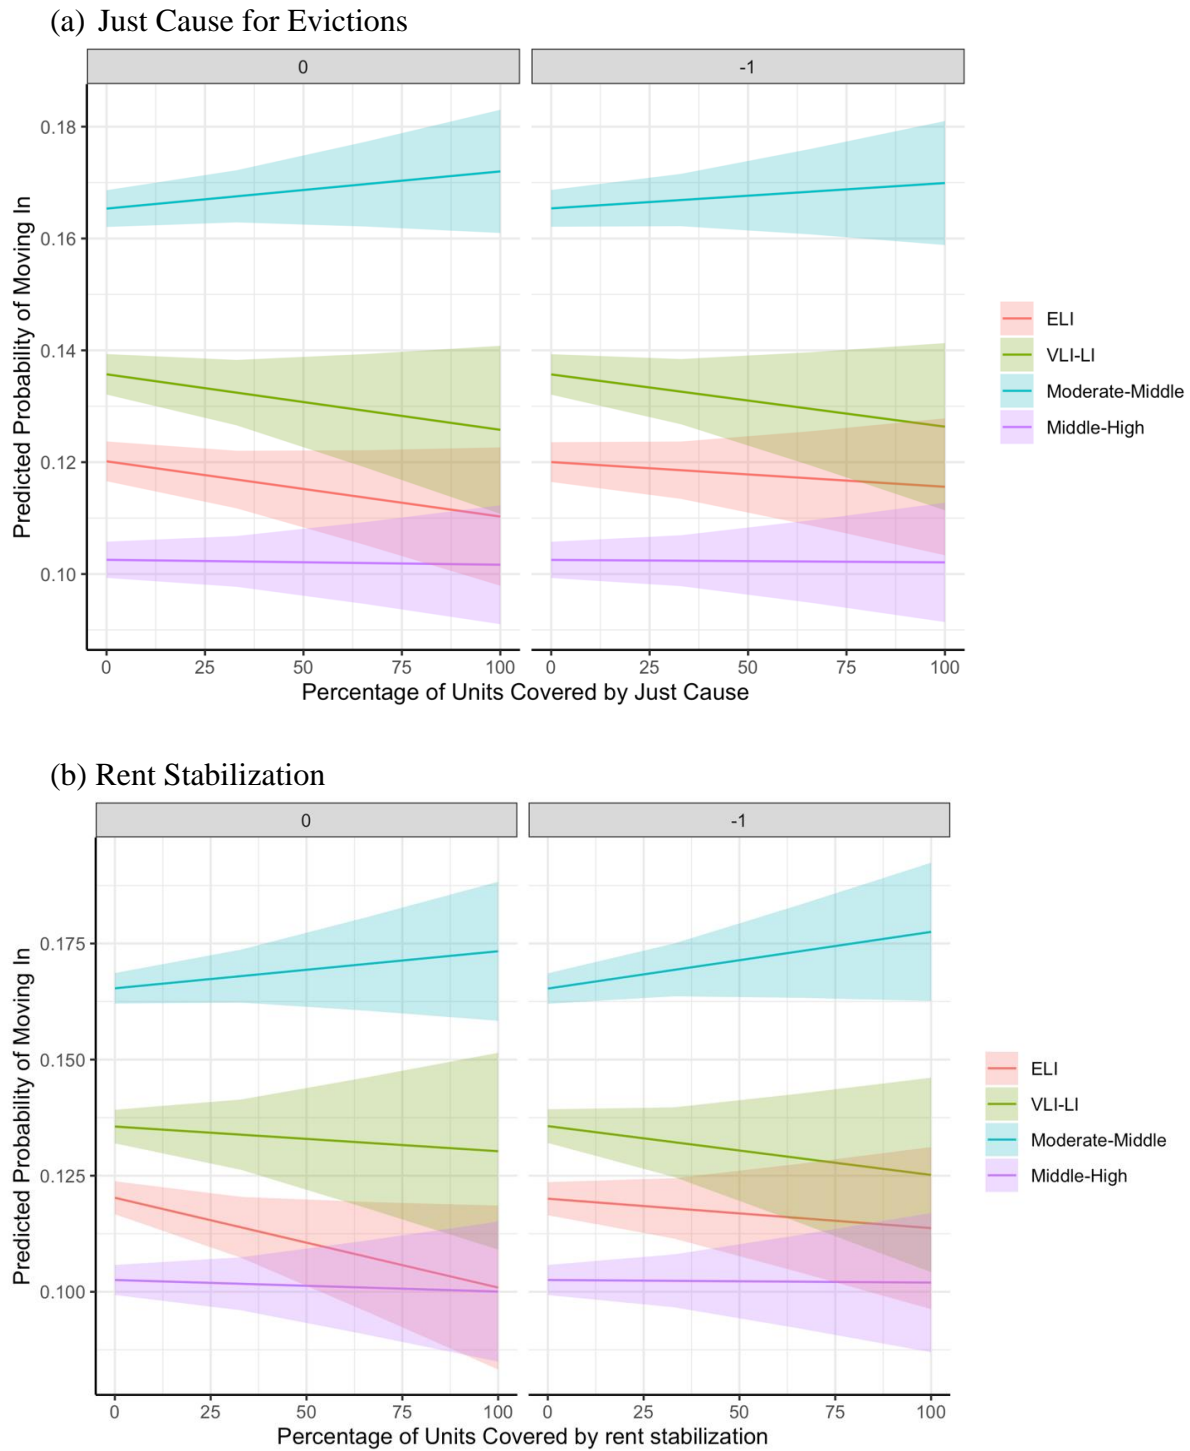 (a) Just Cause for Evictions
0
-1
0.18
0.16
0.14
0.12
0.10
Predicted Probability of Moving In
0 25 50 75 100
0 25 50 75 100
Percentage of Units Covered by Just Cause
ELI
VLI-LI
Moderate-Middle
Middle-High
(b) Rent Stabilization
0
-1
0.175
0.150
0.125
0.100
Predicted Probability of Moving In
0 25 50 75 100
0 25 50 75 100
Percentage of Units Covered by rent stabilization
ELI
VLI-LI
Moderate-Middle
Middle-High